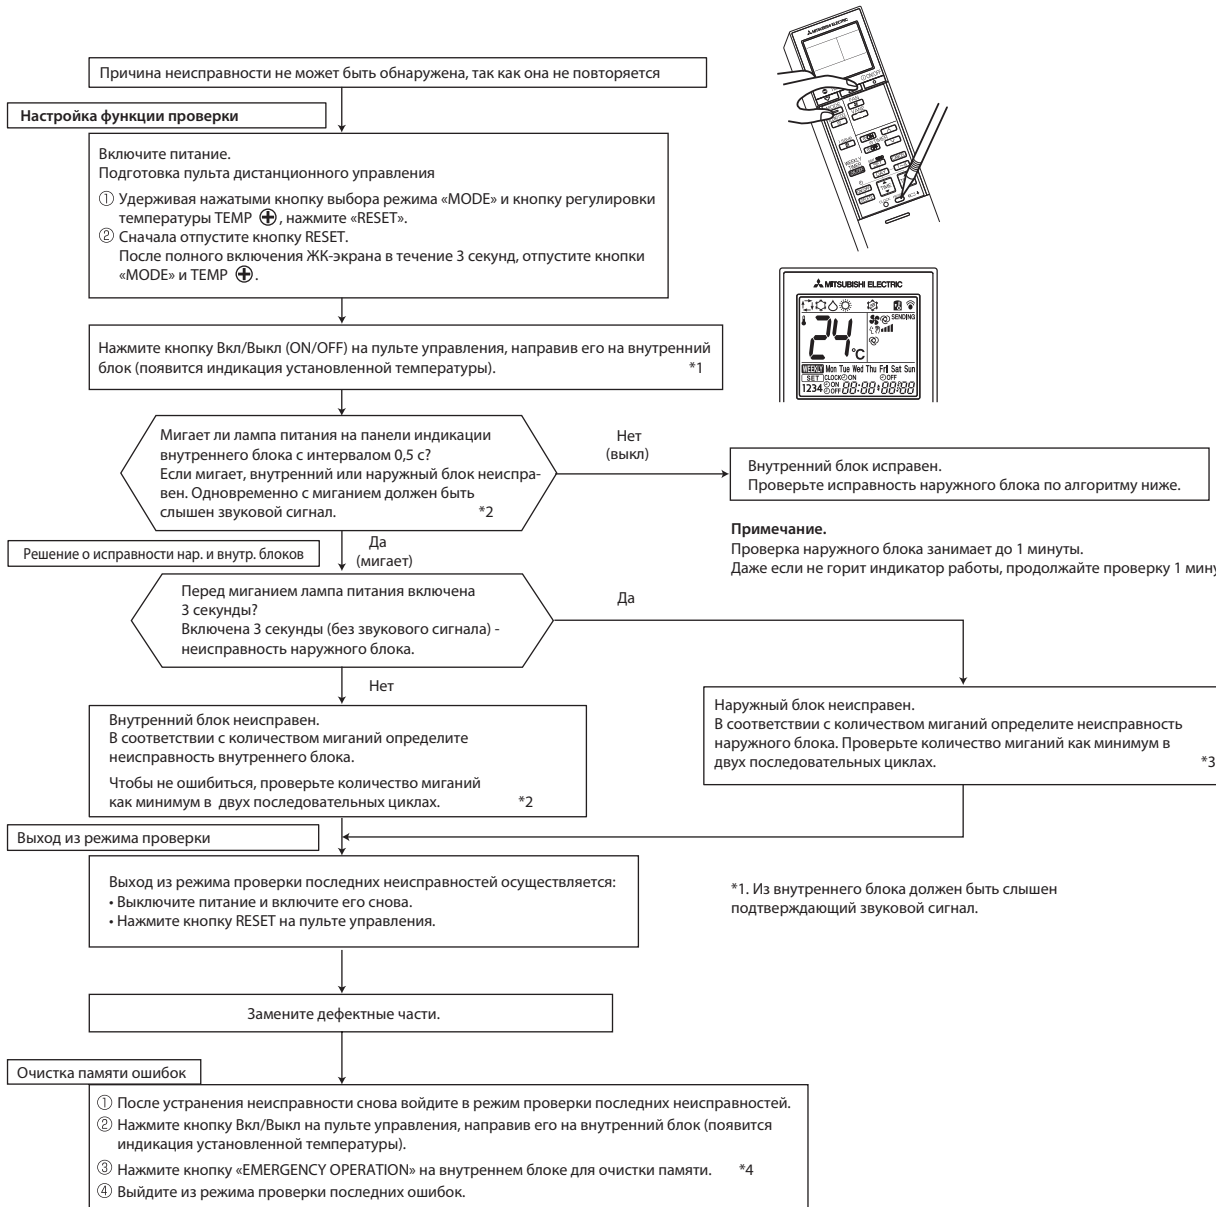 Причина неисправности не может быть обнаружена, так как она не повторяется
Настройка функции проверки
Включите питание.
Подготовка пульта дистанционного управления
① Удерживая нажатыми кнопку выбора режима «MODE» и кнопку регулировки
температуры TEMP ⊕, нажмите «RESET».
② Сначала отпустите кнопку RESET.
После полного включения ЖК-экрана в течение 3 секунд, отпустите кнопки
«MODE» и TEMP ⊕.
MITSUBISHI ELECTRIC
SENDING
24°C
WEEKLY Mon Tue Wed Thu Fri Sat Sun
SET CLOCK ON OFF
1234 ON OFF 88:88 88:88
Нажмите кнопку Вкл/Выкл (ON/OFF) на пульте управления, направив его на внутренний
блок (появится индикация установленной температуры). *1
Мигает ли лампа питания на панели индикации
внутреннего блока с интервалом 0,5 с?
Если мигает, внутренний или наружный блок неиспра-
вен. Одновременно с миганием должен быть
слышен звуковой сигнал. *2
Нет
(выкл)
Внутренний блок исправен.
Проверьте исправность наружного блока по алгоритму ниже.
Примечание.
Проверка наружного блока занимает до 1 минуты.
Даже если не горит индикатор работы, продолжайте проверку 1 мину
Решение о исправности нар. и внутр. блоков
Да
(мигает)
Перед миганием лампа питания включена
3 секунды?
Включена 3 секунды (без звукового сигнала) -
неисправность наружного блока.
Да
Нет
Внутренний блок неисправен.
В соответствии с количеством миганий определите
неисправность внутреннего блока.
Чтобы не ошибиться, проверьте количество миганий
как минимум в двух последовательных циклах. *2
Наружный блок неисправен.
В соответствии с количеством миганий определите неисправность
наружного блока. Проверьте количество миганий как минимум в
двух последовательных циклах. *3
Выход из режима проверки
Выход из режима проверки последних неисправностей осуществляется:
• Выключите питание и включите его снова.
• Нажмите кнопку RESET на пульте управления.
*1. Из внутреннего блока должен быть слышен
подтверждающий звуковой сигнал.
Замените дефектные части.
Очистка памяти ошибок
① После устранения неисправности снова войдите в режим проверки последних неисправностей.
② Нажмите кнопку Вкл/Выкл на пульте управления, направив его на внутренний блок (появится
индикация установленной температуры).
③ Нажмите кнопку «EMERGENCY OPERATION» на внутреннем блоке для очистки памяти. *4
④ Выйдите из режима проверки последних ошибок.